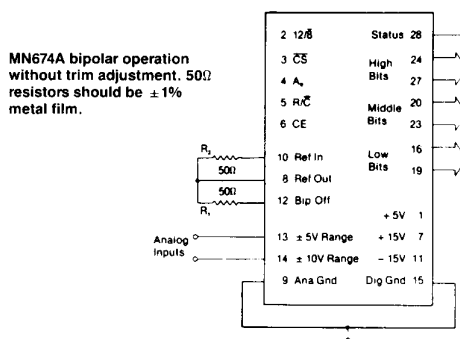 MN674A bipolar operation
without trim adjustment. 50Ω
resistors should be ±1%
metal film.
2 12/8̅
3 C̅S̅
4 Aₒ
5 R/C̅
6 CE
10 Ref In
8 Ref Out
12 Bip Off
13 ±5V Range
14 ±10V Range
9 Ana Gnd
Status 28
High
Bits
24
27
Middle
Bits
20
23
Low
Bits
16
19
+5V 1
+15V 7
−15V 11
Dig Gnd 15
R₂
50Ω
50Ω
R₁
Analog
Inputs